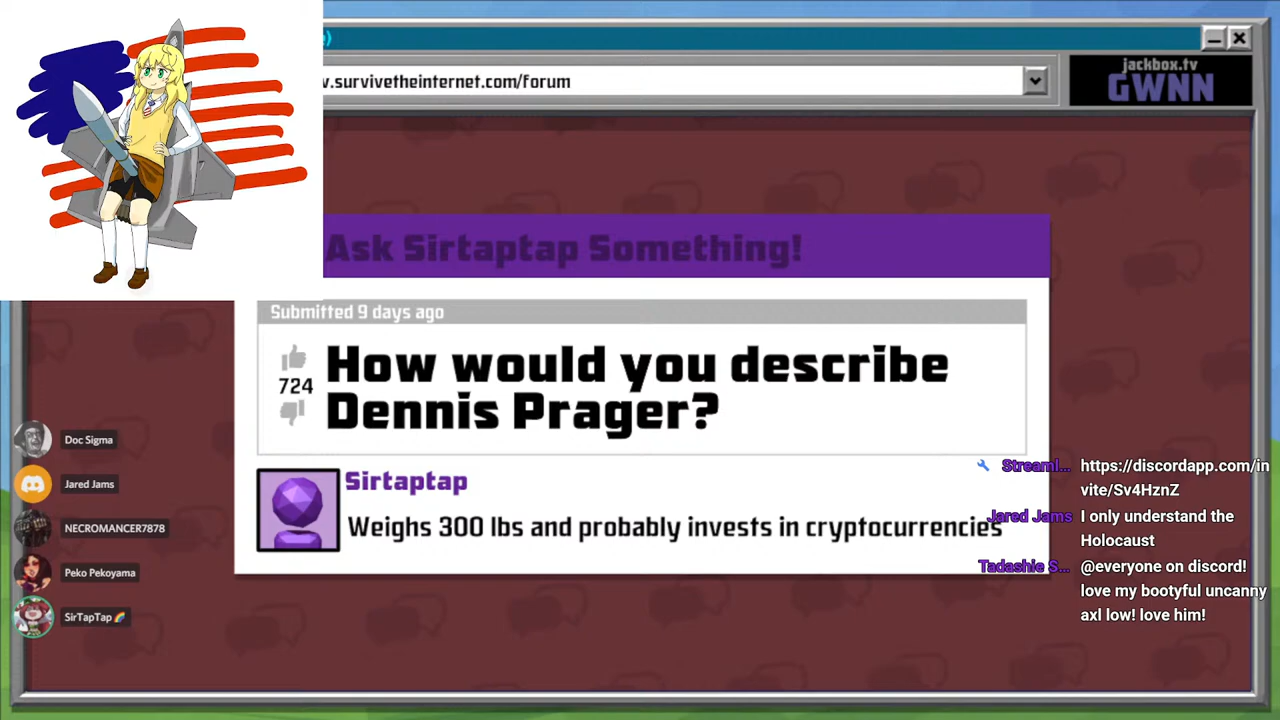 )
v.survivetheinternet.com/forum
jackbox.tv
GWNN
Ask Sirtaptap Something!
Submitted 9 days ago
724
How would you describe
Dennis Prager?
Sirtaptap
Weighs 300 lbs and probably invests in cryptocurrencies
Doc Sigma
Jared Jams
NECROMANCER7878
Peko Pekoyama
SirTapTap🌈
Streaml... https://discordapp.com/in
vite/Sv4HznZ
Jared Jams I only understand the
Holocaust
Tadashie S... @everyone on discord!
love my bootyful uncanny
axl low! love him!